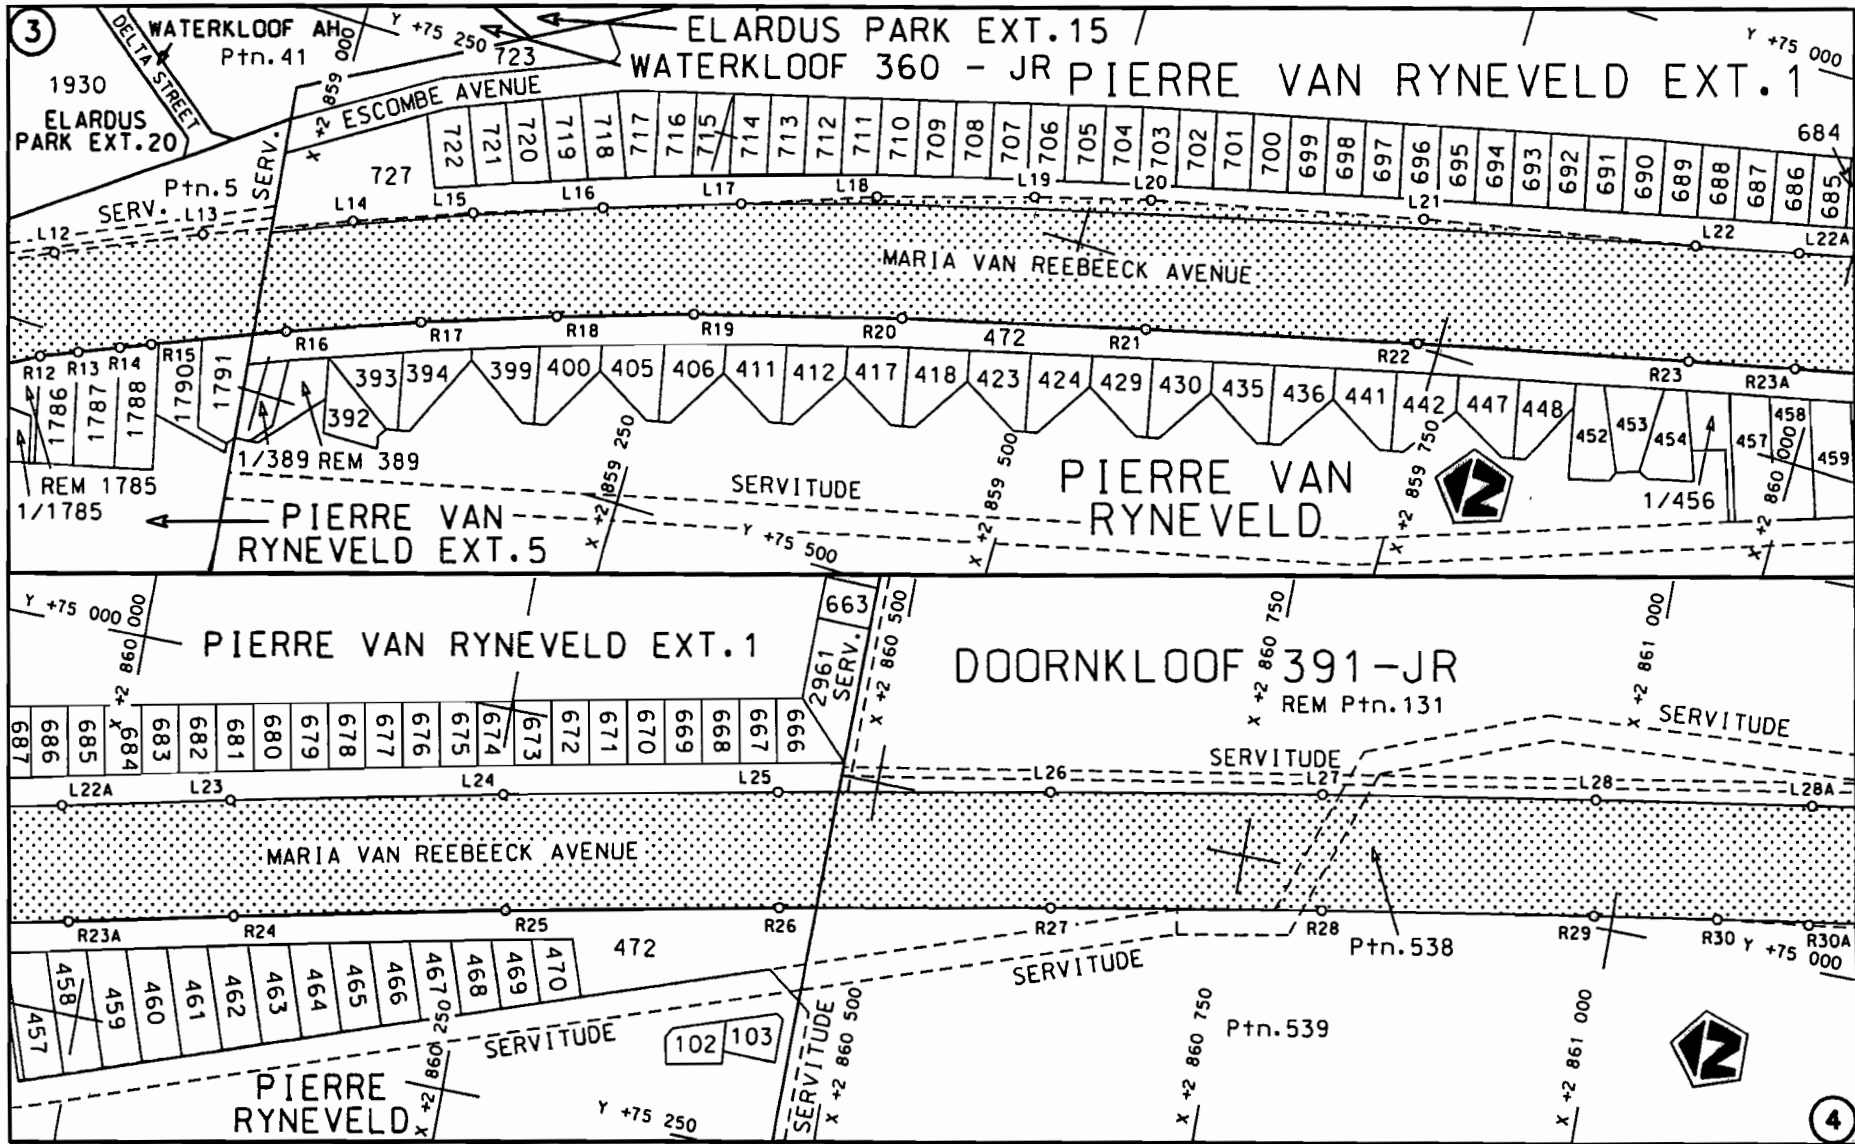 3
WATERKLOOF AH
Ptn.41
DELTA STREET
1930
ELARDUS
PARK EXT.20
X +2 859 000
Y +75 250
723
ELARDUS PARK EXT.15
WATERKLOOF 360 - JR
PIERRE VAN RYNEVELD EXT.1
Y +75 000
ESCOMBE AVENUE
684
722 721 720 719 718 717 716 715 714 713 712 711 710 709 708 707 706 705 704 703 702 701 700 699 698 697 696 695 694 693 692 691 690 689 688 687 686 685
Ptn.5
SERV.
SERV.
727
L12 L13 L14 L15 L16 L17 L18 L19 L20 L21 L22 L22A
MARIA VAN REEBEECK AVENUE
R12 R13 R14 R15 R16 R17 R18 R19 R20 472 R21 R22 R23 R23A
1786 1787 1788 1790 1791
392 393 394 399 400 405 406 411 412 417 418 423 424 429 430 435 436 441 442 447 448 452 453 454 457 458 459
1/389 REM 389
REM 1785
1/1785
1/456
SERVITUDE
PIERRE VAN
RYNEVELD EXT.5
PIERRE VAN
RYNEVELD
X +2 859 250
Y +75 500
X +2 859 500
X +2 859 750
X +2 860 000
N
Y +75 000
X +2 860 000
PIERRE VAN RYNEVELD EXT.1
663
2961
SERV.
X +2 860 500
DOORNKLOOF 391-JR
REM Ptn.131
X +2 860 750
X +2 861 000
SERVITUDE
SERVITUDE
687 686 685 684 683 682 681 680 679 678 677 676 675 674 673 672 671 670 669 668 667 666
L22A L23 L24 L25 L26 L27 L28 L28A
MARIA VAN REEBEECK AVENUE
R23A R24 R25 R26 R27 R28 R29 R30 R30A
472
Ptn.538
Y +75 000
457 458 459 460 461 462 463 464 465 466 467 468 469 470
SERVITUDE
SERVITUDE
SERVITUDE
102 103
Ptn.539
PIERRE
RYNEVELD
X +2 860 250
Y +75 250
X +2 860 500
X +2 860 750
X +2 861 000
N
4